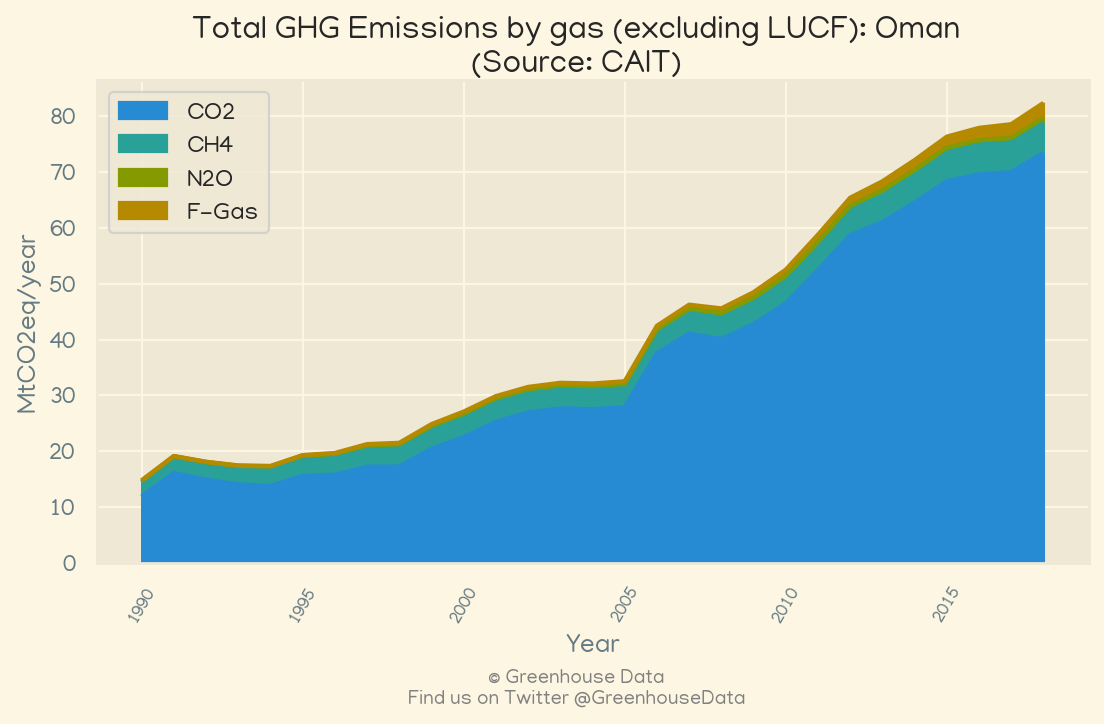 Total GHG Emissions by gas (excluding LUCF): Oman
(Source: CAIT)
CO2
CH4
N2O
F-Gas
MtCO2eq/year
80
70
60
50
40
30
20
10
0
1990
1995
2000
2005
2010
2015
Year
© Greenhouse Data
Find us on Twitter @GreenhouseData